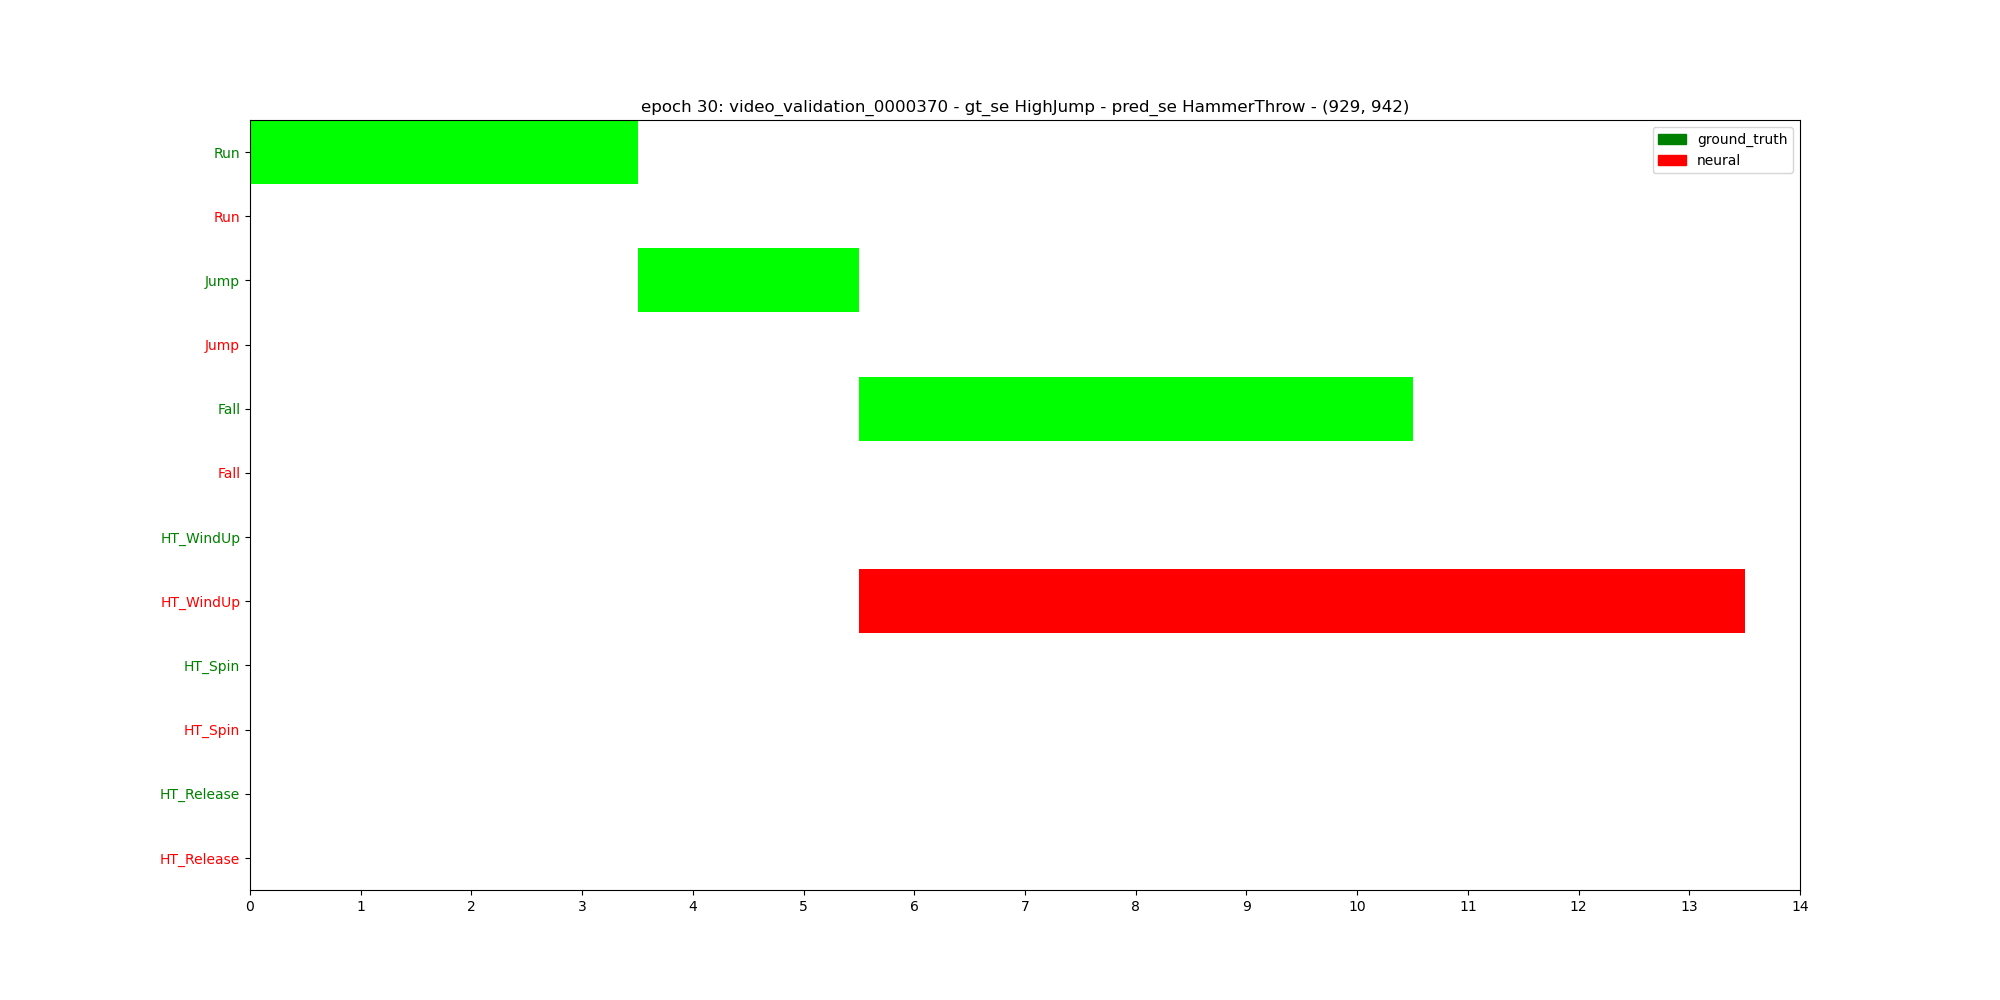 epoch 30: video_validation_0000370 - gt_se HighJump - pred_se HammerThrow - (929, 942)
ground_truth
neural
Run
Run
Jump
Jump
Fall
Fall
HT_WindUp
HT_WindUp
HT_Spin
HT_Spin
HT_Release
HT_Release
0 1 2 3 4 5 6 7 8 9 10 11 12 13 14